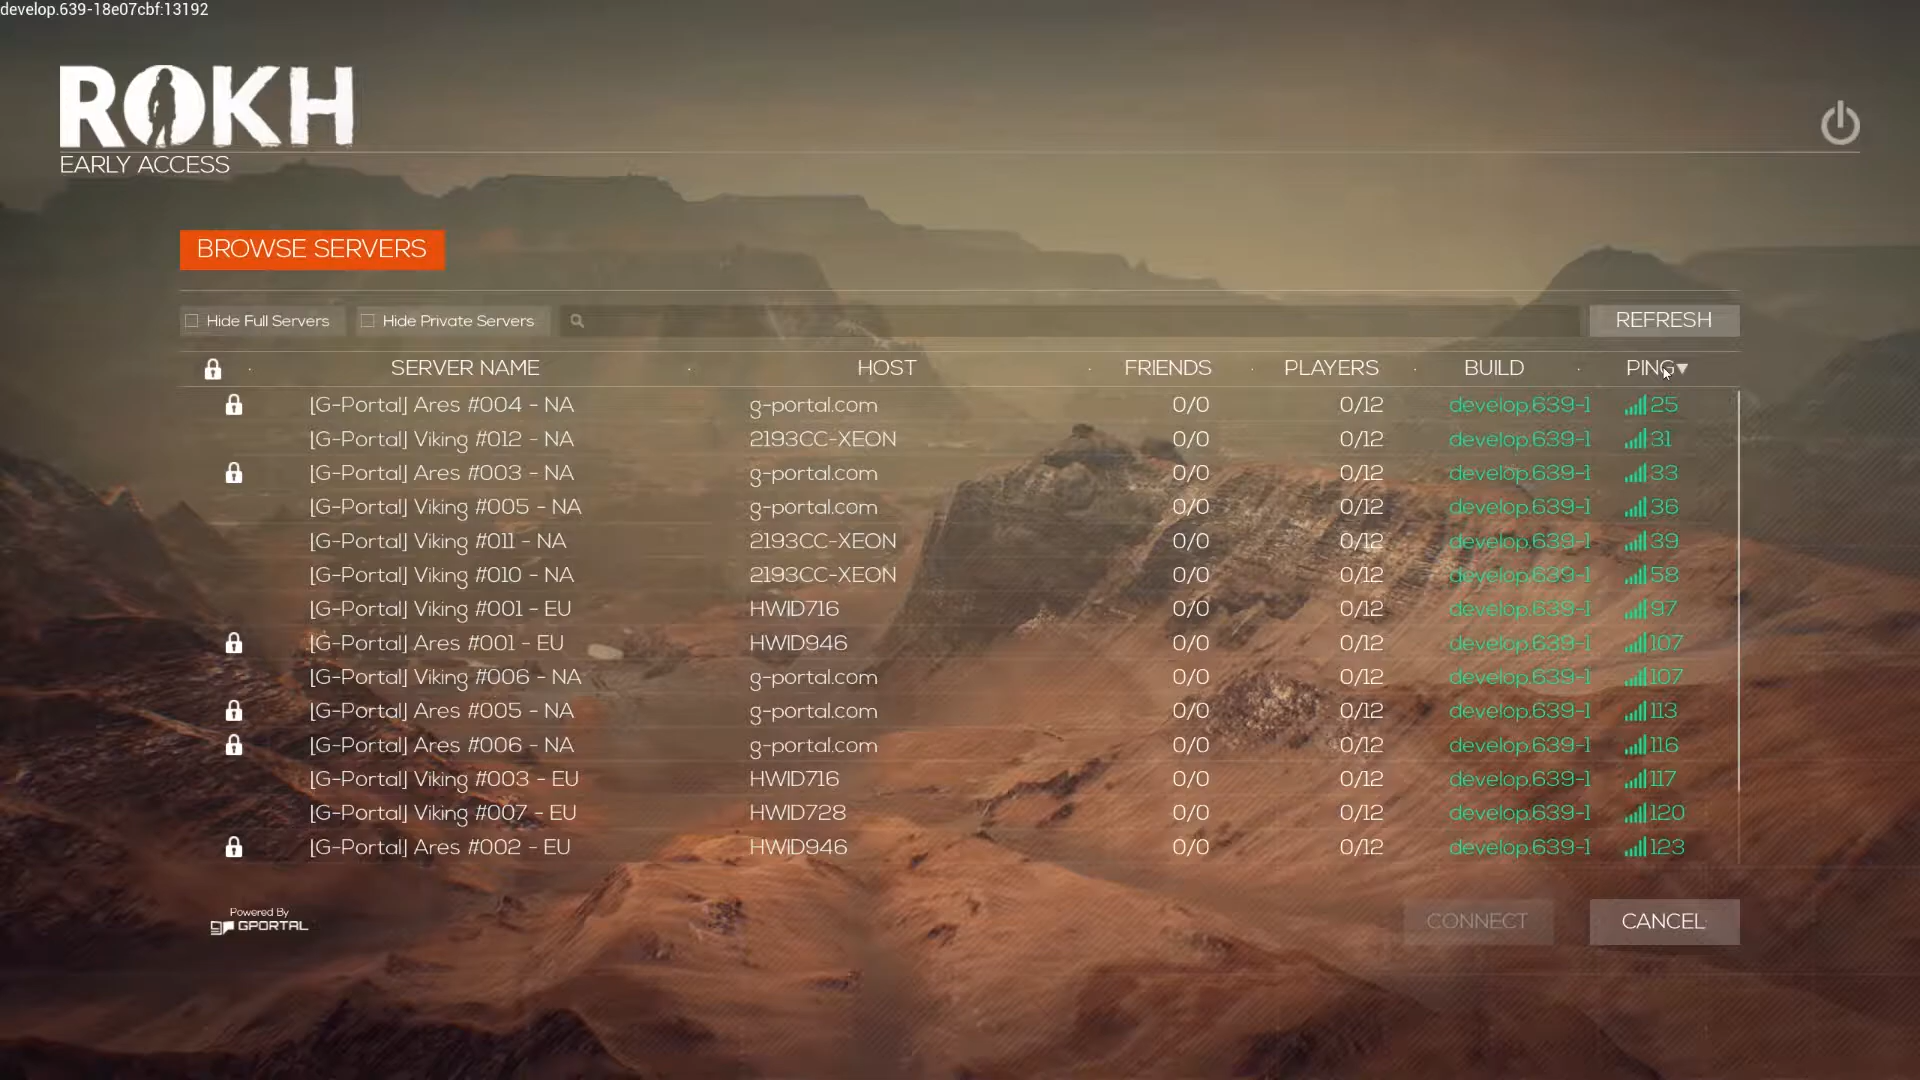 develop.639-18e07cbf:13192
ROKH
EARLY ACCESS
BROWSE SERVERS
Hide Full Servers Hide Private Servers REFRESH
SERVER NAME HOST FRIENDS PLAYERS BUILD PING
[G-Portal] Ares #004 - NA g-portal.com 0/0 0/12 develop.639-1 25
[G-Portal] Viking #012 - NA 2193CC-XEON 0/0 0/12 develop.639-1 31
[G-Portal] Ares #003 - NA g-portal.com 0/0 0/12 develop.639-1 33
[G-Portal] Viking #005 - NA g-portal.com 0/0 0/12 develop.639-1 36
[G-Portal] Viking #011 - NA 2193CC-XEON 0/0 0/12 develop.639-1 39
[G-Portal] Viking #010 - NA 2193CC-XEON 0/0 0/12 develop.639-1 58
[G-Portal] Viking #001 - EU HWID716 0/0 0/12 develop.639-1 97
[G-Portal] Ares #001 - EU HWID946 0/0 0/12 develop.639-1 107
[G-Portal] Viking #006 - NA g-portal.com 0/0 0/12 develop.639-1 107
[G-Portal] Ares #005 - NA g-portal.com 0/0 0/12 develop.639-1 113
[G-Portal] Ares #006 - NA g-portal.com 0/0 0/12 develop.639-1 116
[G-Portal] Viking #003 - EU HWID716 0/0 0/12 develop.639-1 117
[G-Portal] Viking #007 - EU HWID728 0/0 0/12 develop.639-1 120
[G-Portal] Ares #002 - EU HWID946 0/0 0/12 develop.639-1 123
Powered By
GPORTAL
CONNECT CANCEL